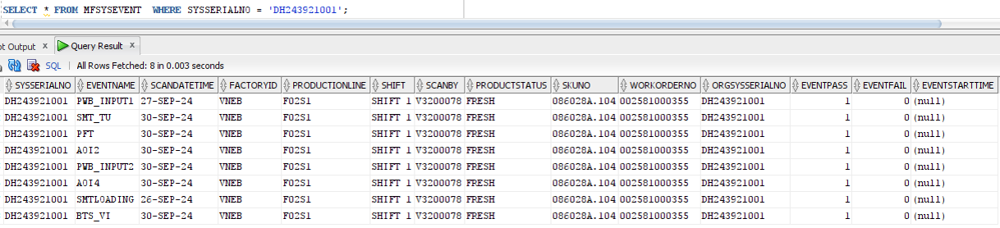 SELECT * FROM MFSYSEVENT WHERE SYSSERIALNO = 'DH243921001';
pt Output x Query Result x
SQL | All Rows Fetched: 8 in 0.003 seconds
SYSSERIALNO EVENTNAME SCANDATETIME FACTORYID PRODUCTIONLINE SHIFT SCANBY PRODUCTSTATUS SKUNO WORKORDERNO ORGSYSSERIALNO EVENTPASS EVENTFAIL EVENTSTARTTIME
DH243921001 PWB_INPUT1 27-SEP-24 VNEB F02S1 SHIFT 1 V3200078 FRESH 086028A.104 002581000355 DH243921001 1 0 (null)
DH243921001 SMT_TU 30-SEP-24 VNEB F02S1 SHIFT 1 V3200078 FRESH 086028A.104 002581000355 DH243921001 1 0 (null)
DH243921001 PFT 30-SEP-24 VNEB F02S1 SHIFT 1 V3200078 FRESH 086028A.104 002581000355 DH243921001 1 0 (null)
DH243921001 AOI2 30-SEP-24 VNEB F02S1 SHIFT 1 V3200078 FRESH 086028A.104 002581000355 DH243921001 1 0 (null)
DH243921001 PWB_INPUT2 30-SEP-24 VNEB F02S1 SHIFT 1 V3200078 FRESH 086028A.104 002581000355 DH243921001 1 0 (null)
DH243921001 AOI4 30-SEP-24 VNEB F02S1 SHIFT 1 V3200078 FRESH 086028A.104 002581000355 DH243921001 1 0 (null)
DH243921001 SMTLOADING 26-SEP-24 VNEB F02S1 SHIFT 1 V3200078 FRESH 086028A.104 002581000355 DH243921001 1 0 (null)
DH243921001 BTS_VI 30-SEP-24 VNEB F02S1 SHIFT 1 V3200078 FRESH 086028A.104 002581000355 DH243921001 1 0 (null)